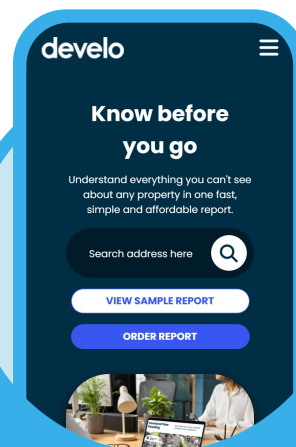 develo
Know before
you go
Understand everything you can't see
about any property in one fast,
simple and affordable report.
Search address here
VIEW SAMPLE REPORT
ORDER REPORT